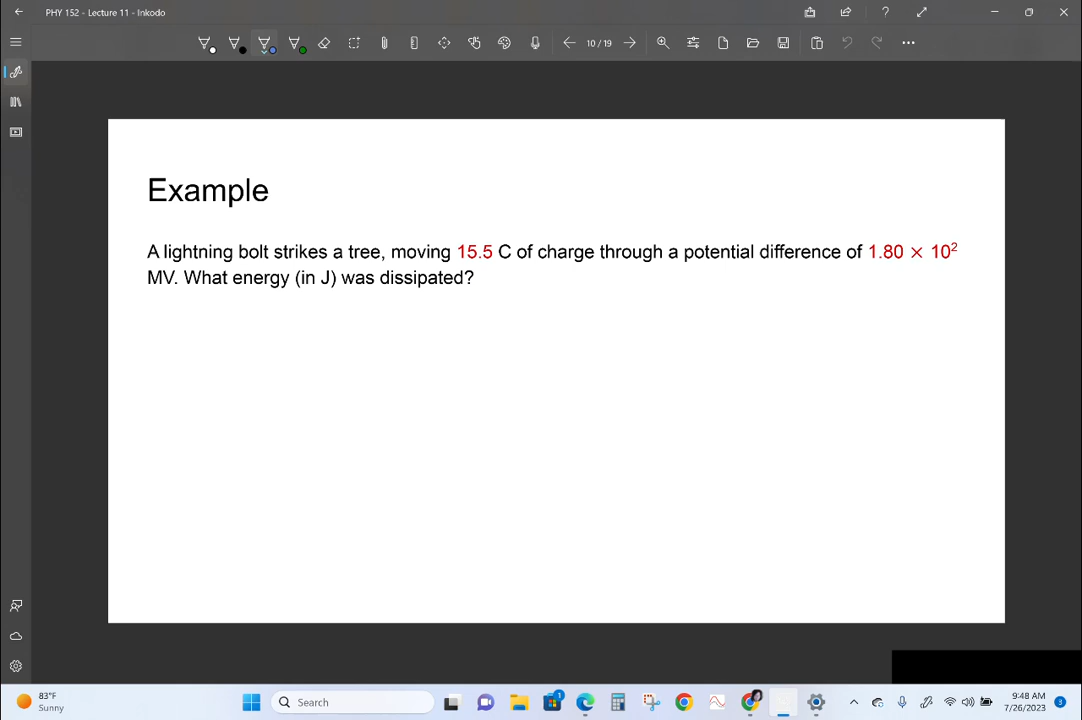 PHY 152 - Lecture 11 - Inkodo
?
10 / 19
Example
A lightning bolt strikes a tree, moving 15.5 C of charge through a potential difference of 1.80 × 10²
MV. What energy (in J) was dissipated?
83°F
Sunny
Search
1
9:48 AM
7/26/2023
3